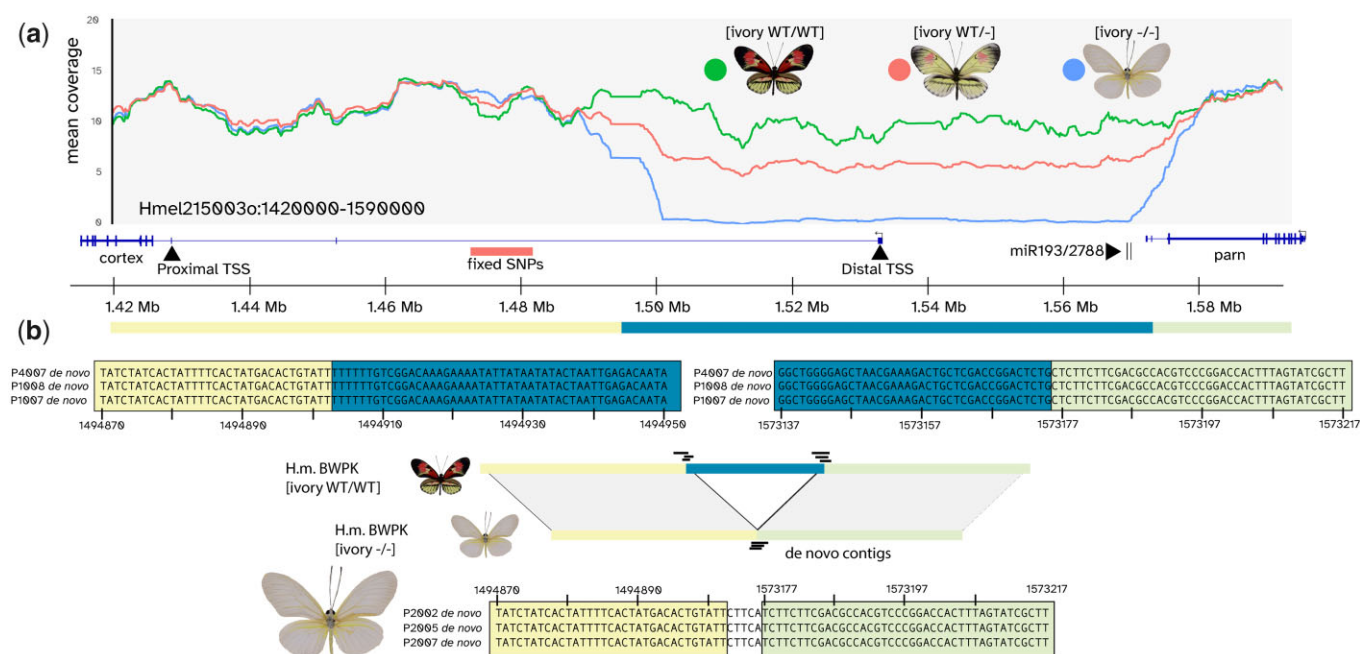 (a)
mean coverage
20
15
10
5
0
[ivory WT/WT]
[ivory WT/-]
[ivory -/-]
Hmel215003o:1420000-1590000
cortex
Proximal TSS
fixed SNPs
Distal TSS
miR193/2788
parn
1.42 Mb 1.44 Mb 1.46 Mb 1.48 Mb 1.50 Mb 1.52 Mb 1.54 Mb 1.56 Mb 1.58 Mb
(b)
P4007 de novo TATCTATCACTATTTTCACTATGACACTGTATTTTTTTTGTCGGACAAAGAAAATATTATAATATACTAATTGAGACAATA
P1008 de novo TATCTATCACTATTTTCACTATGACACTGTATTTTTTTTGTCGGACAAAGAAAATATTATAATATACTAATTGAGACAATA
P1007 de novo TATCTATCACTATTTTCACTATGACACTGTATTTTTTTTGTCGGACAAAGAAAATATTATAATATACTAATTGAGACAATA
1494870 1494890 1494910 1494930 1494950
P4007 de novo GGCTGGGGAGCTAACGAAAGACTGCTCGACCGGACTCTGCTCTTCTTCGACGCCACGTCCCGGACCACTTTAGTATCGCTT
P1008 de novo GGCTGGGGAGCTAACGAAAGACTGCTCGACCGGACTCTGCTCTTCTTCGACGCCACGTCCCGGACCACTTTAGTATCGCTT
P1007 de novo GGCTGGGGAGCTAACGAAAGACTGCTCGACCGGACTCTGCTCTTCTTCGACGCCACGTCCCGGACCACTTTAGTATCGCTT
1573137 1573157 1573177 1573197 1573217
H.m. BWPK
[ivory WT/WT]
H.m. BWPK
[ivory -/-]
de novo contigs
1494870 1494890 1573177 1573197 1573217
P2002 de novo TATCTATCACTATTTTCACTATGACACTGTATTCTTCATCTTCTTCGACGCCACGTCCCGGACCACTTTAGTATCGCTT
P2005 de novo TATCTATCACTATTTTCACTATGACACTGTATTCTTCATCTTCTTCGACGCCACGTCCCGGACCACTTTAGTATCGCTT
P2007 de novo TATCTATCACTATTTTCACTATGACACTGTATTCTTCATCTTCTTCGACGCCACGTCCCGGACCACTTTAGTATCGCTT